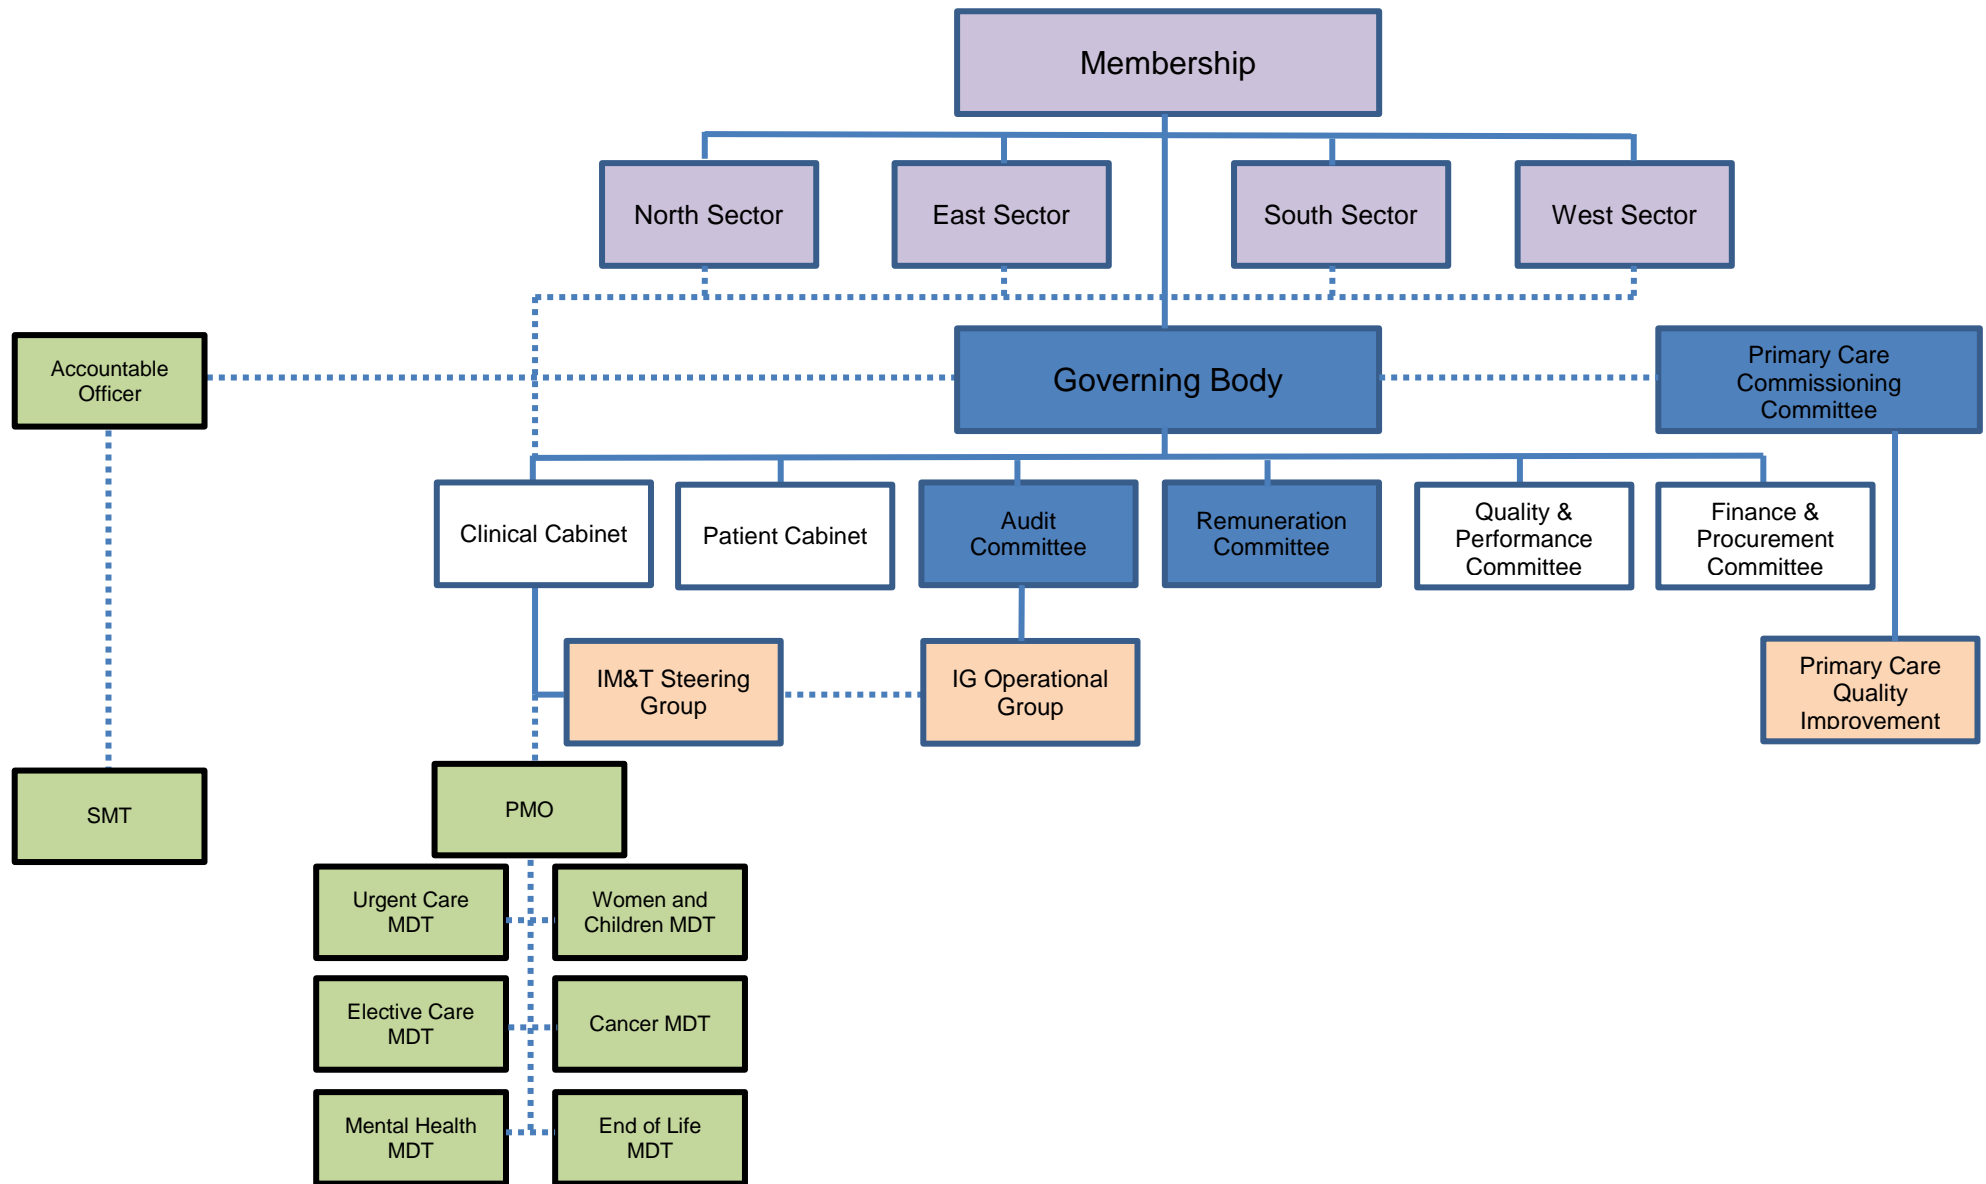 Membership
North Sector
East Sector
South Sector
West Sector
Accountable
Officer
Governing Body
Primary Care
Commissioning
Committee
Clinical Cabinet
Patient Cabinet
Audit
Committee
Remuneration
Committee
Quality &
Performance
Committee
Finance &
Procurement
Committee
IM&T Steering
Group
IG Operational
Group
Primary Care
Quality
Improvement
SMT
PMO
Urgent Care
MDT
Women and
Children MDT
Elective Care
MDT
Cancer MDT
Mental Health
MDT
End of Life
MDT